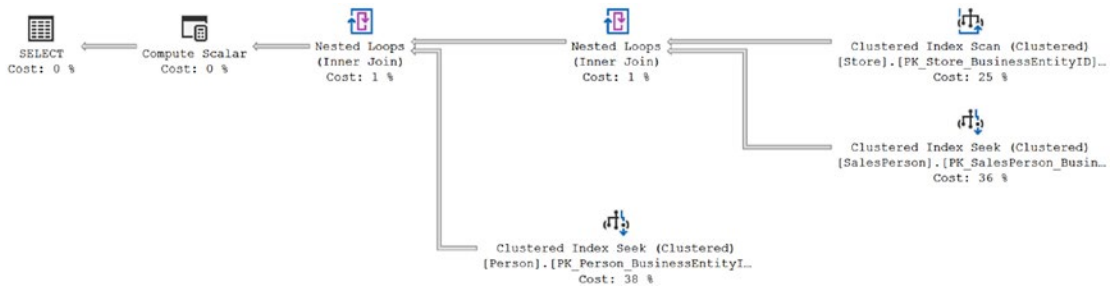 SELECT
Cost: 0 %
Compute Scalar
Cost: 0 %
Nested Loops
(Inner Join)
Cost: 1 %
Nested Loops
(Inner Join)
Cost: 1 %
Clustered Index Scan (Clustered)
[Store].[PK_Store_BusinessEntityID]…
Cost: 25 %
Clustered Index Seek (Clustered)
[SalesPerson].[PK_SalesPerson_Busin…
Cost: 36 %
Clustered Index Seek (Clustered)
[Person].[PK_Person_BusinessEntityI…
Cost: 38 %